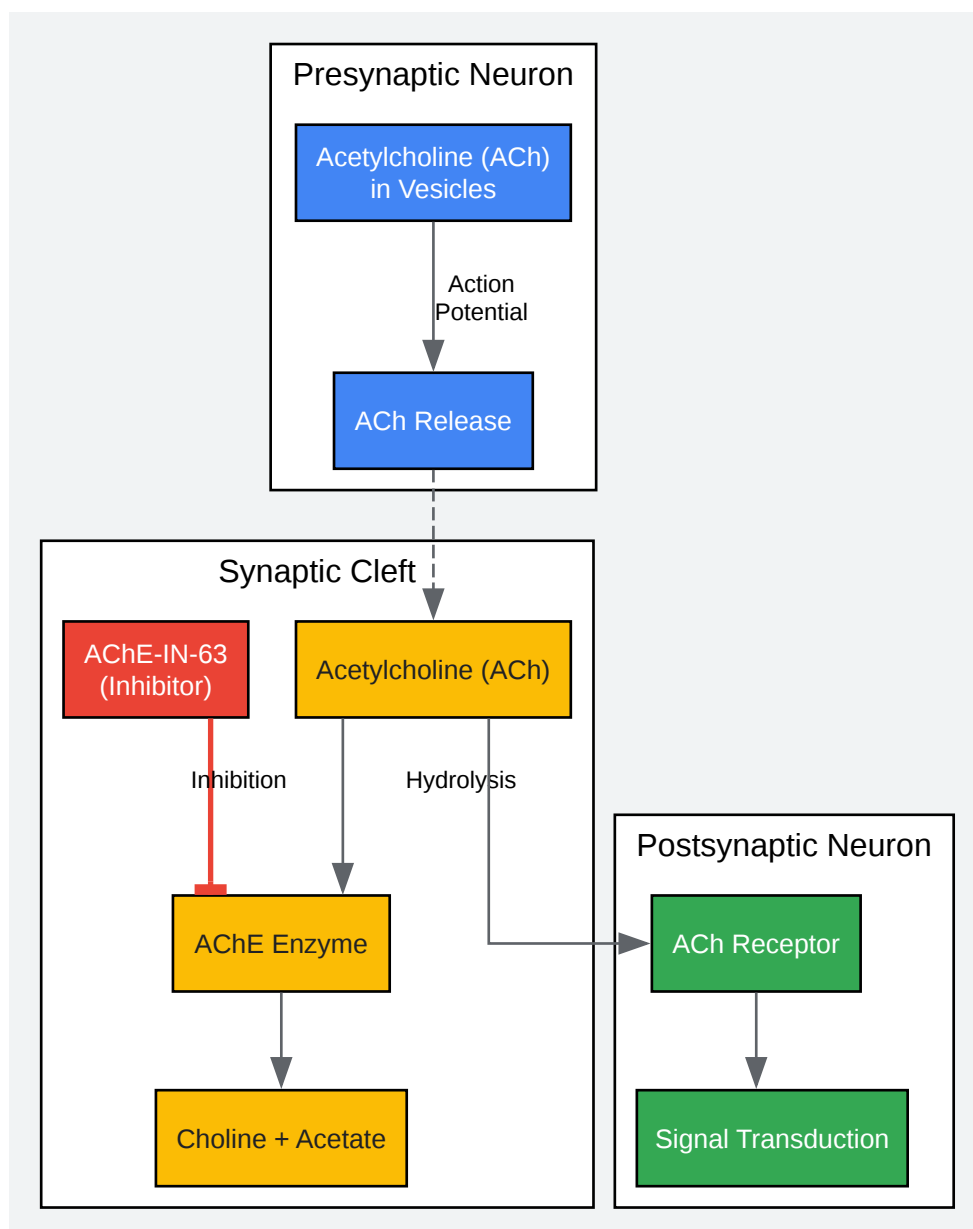 Presynaptic Neuron
Acetylcholine (ACh)
in Vesicles
Action
Potential
ACh Release
Synaptic Cleft
AChE-IN-63
(Inhibitor)
Acetylcholine (ACh)
Inhibition
Hydrolysis
Postsynaptic Neuron
AChE Enzyme
ACh Receptor
Choline + Acetate
Signal Transduction